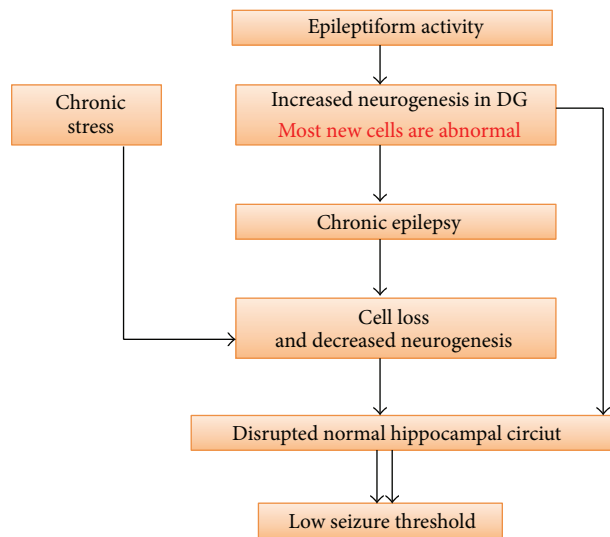 Epileptiform activity
Chronic
stress
Increased neurogenesis in DG
Most new cells are abnormal
Chronic epilepsy
Cell loss
and decreased neurogenesis
Disrupted normal hippocampal circiut
Low seizure threshold